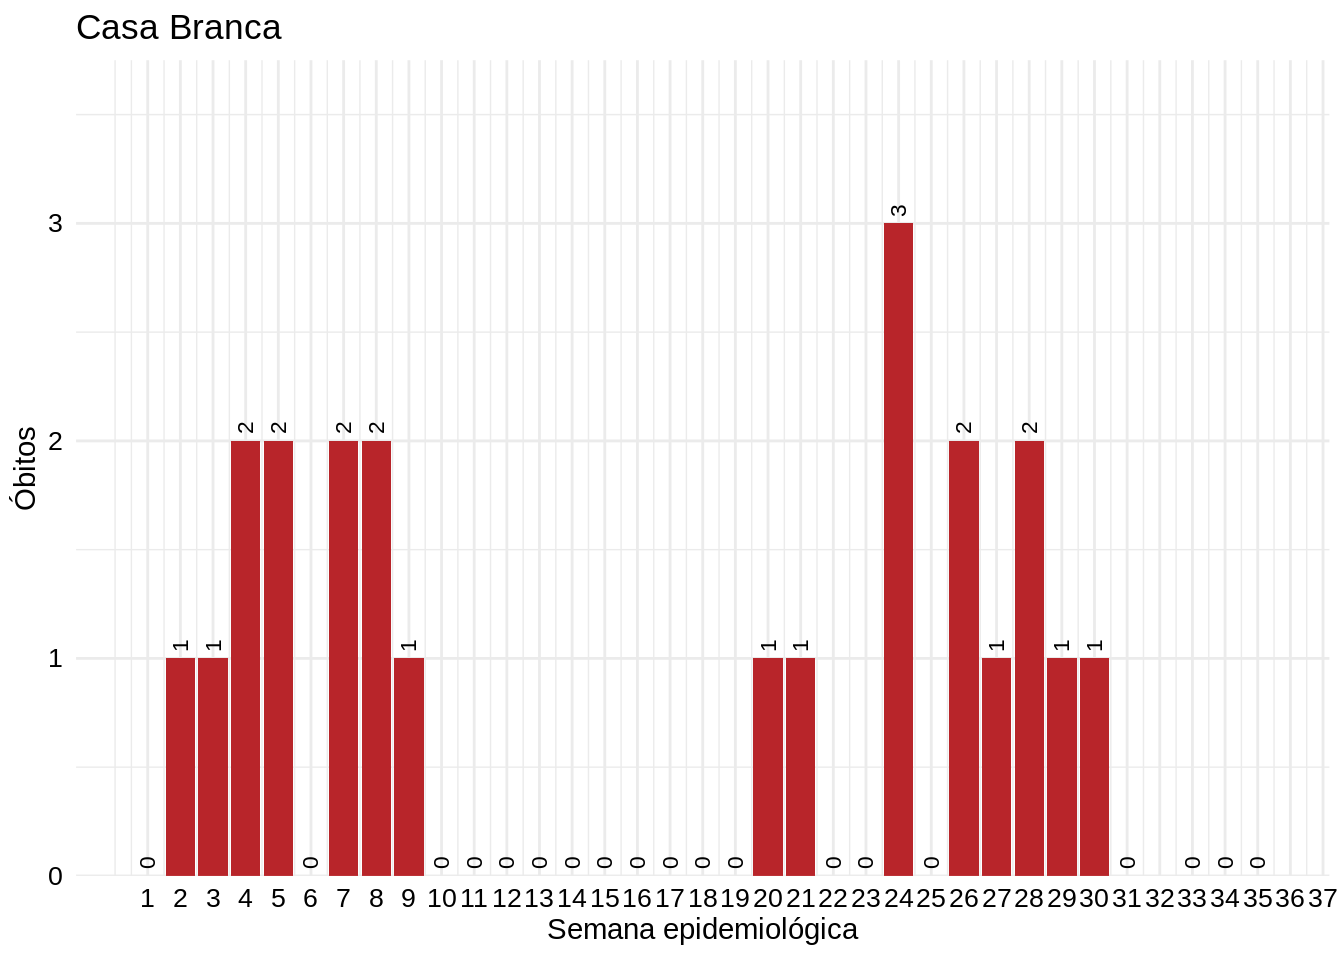 Casa Branca
Óbitos
3
2
1
0
0 1 1 2 2 0 2 2 1 0 0 0 0 0 0 0 0 0 0 1 1 0 0 3 0 2 1 2 1 1 0 0 0 0
1 2 3 4 5 6 7 8 9 10 11 12 13 14 15 16 17 18 19 20 21 22 23 24 25 26 27 28 29 30 31 32 33 34 35 36 37
Semana epidemiológica